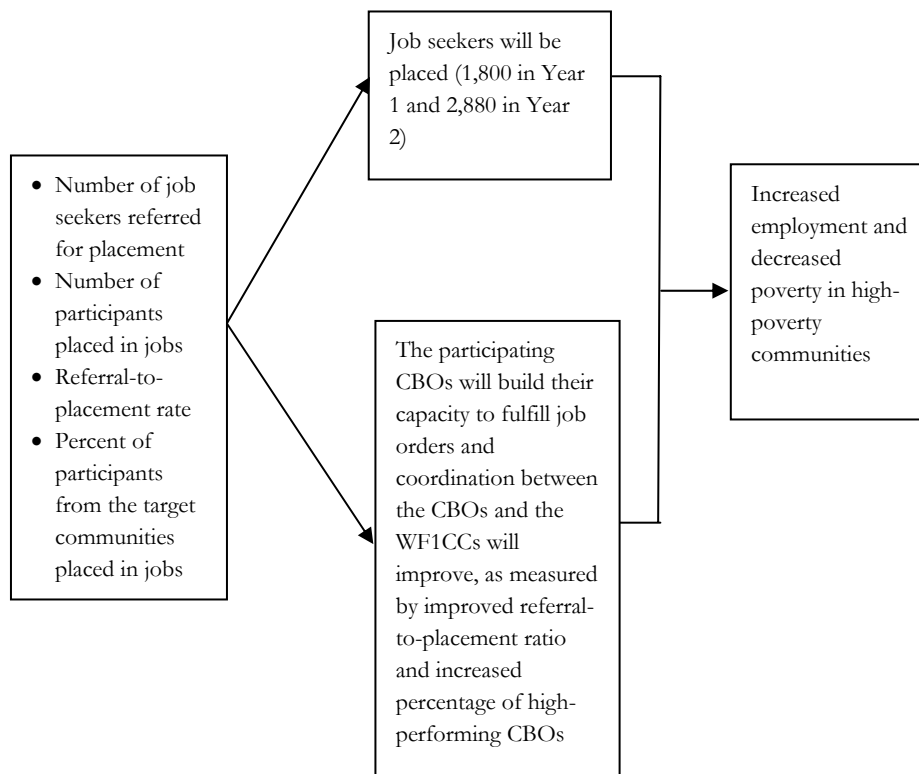 • Number of job
seekers referred
for placement
• Number of
participants
placed in jobs
• Referral-to-
placement rate
• Percent of
participants
from the target
communities
placed in jobs
Job seekers will be
placed (1,800 in Year
1 and 2,880 in Year
2)
The participating
CBOs will build their
capacity to fulfill job
orders and
coordination between
the CBOs and the
WF1CCs will
improve, as measured
by improved referral-
to-placement ratio
and increased
percentage of high-
performing CBOs
Increased
employment and
decreased
poverty in high-
poverty
communities